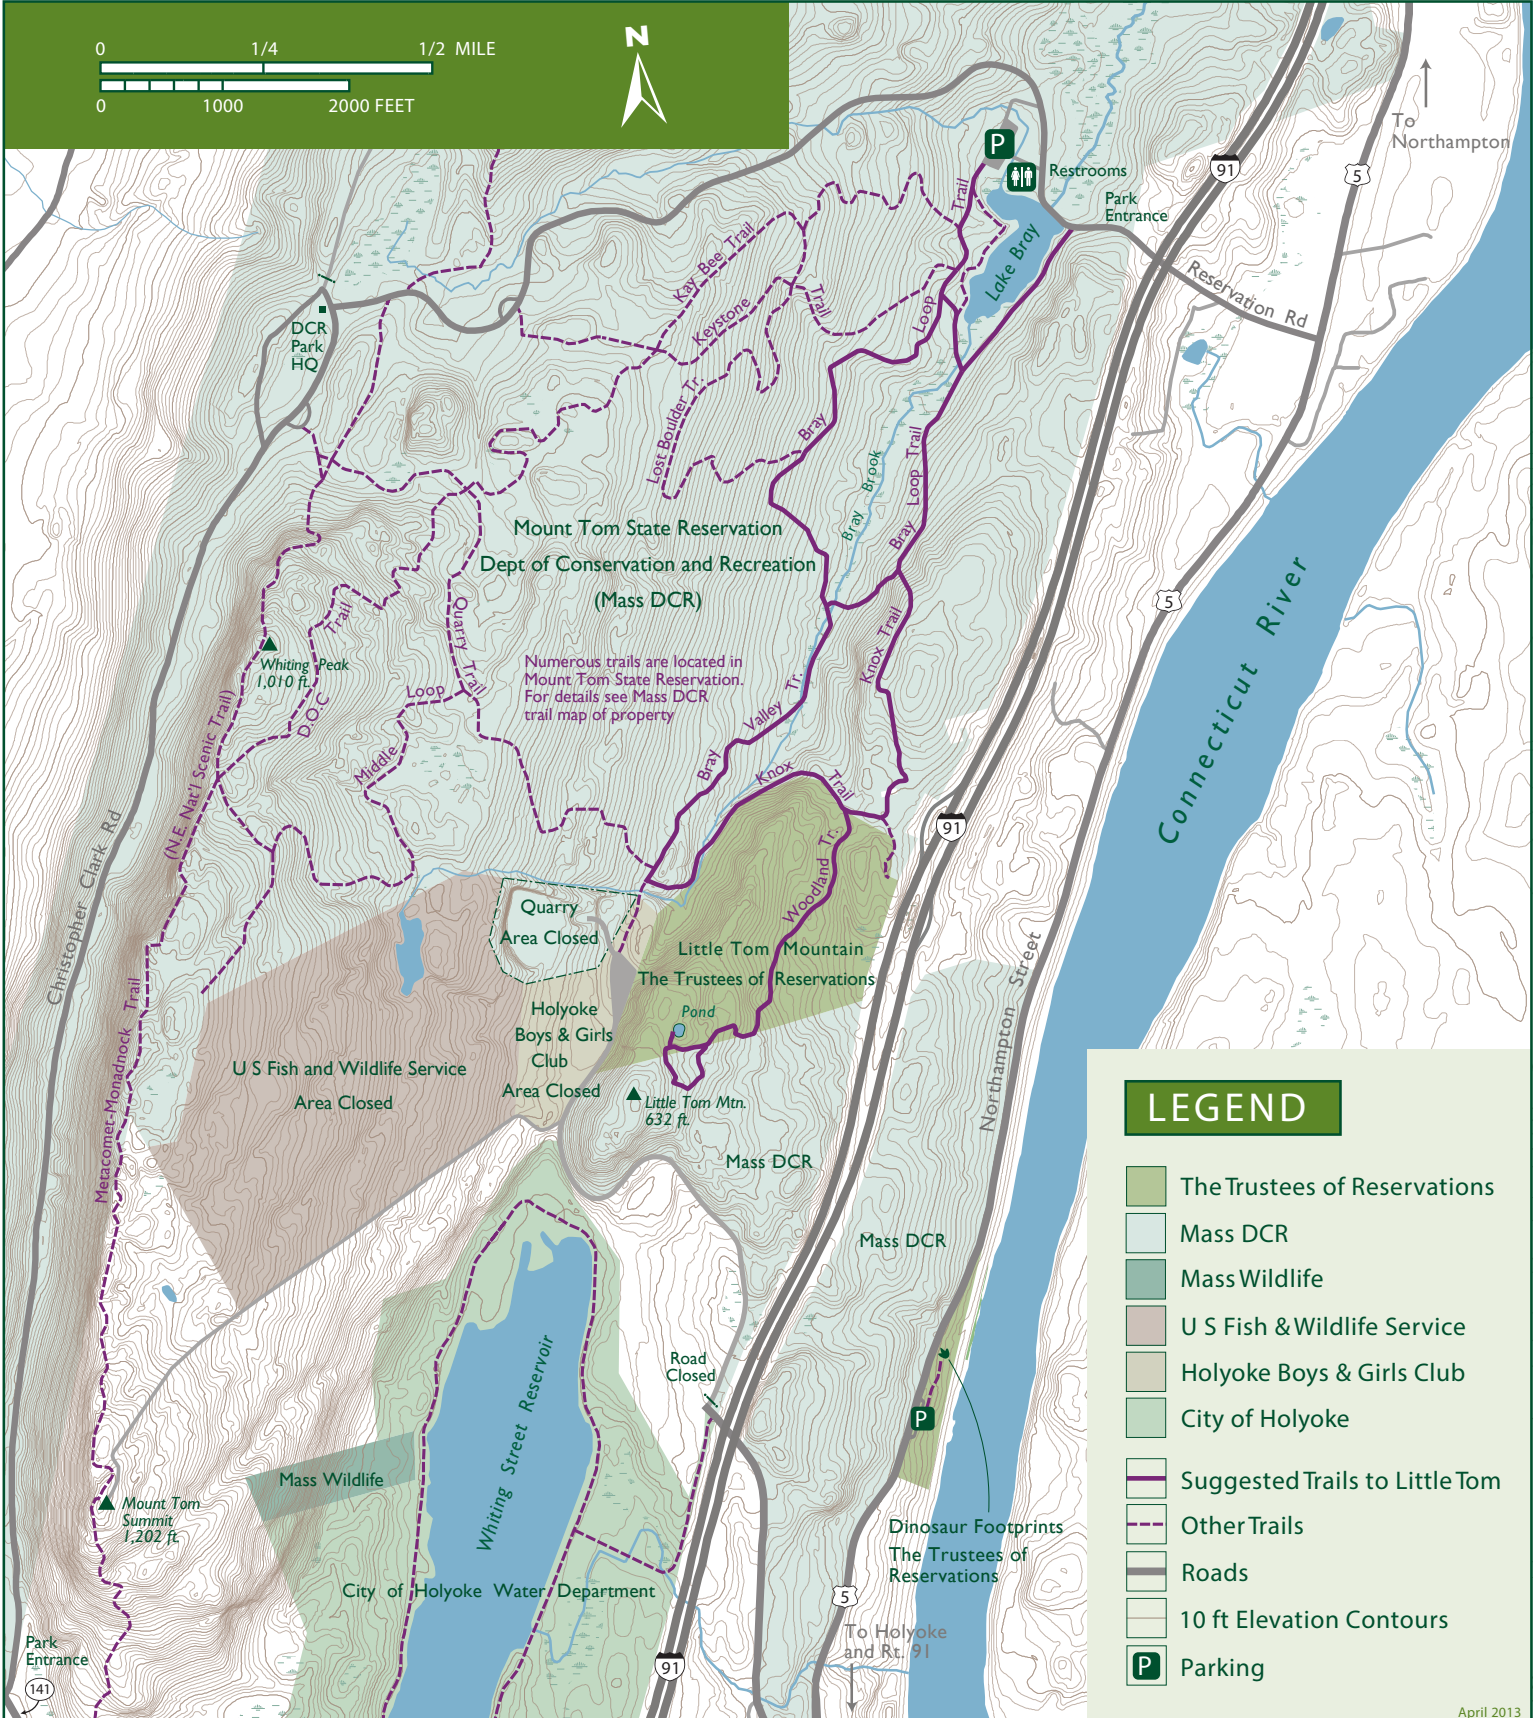 0 1/4 1/2 MILE
0 1000 2000 FEET
N
To
Northampton
91
5
P
Restrooms
Park
Entrance
Trail
Lake Bray
Reservation Rd
Kay Bee Trail
Keystone
Trail
Loop
DCR
Park
HQ
Lost Boulder Tr.
Bray
Bray Brook
Bray Loop Trail
Mount Tom State Reservation
Dept of Conservation and Recreation
(Mass DCR)
5
Connecticut River
Trail
D.O.C
Quarry Trail
Knox Trail
Whiting Peak
1,010 ft.
Numerous trails are located in
Mount Tom State Reservation.
For details see Mass DCR
trail map of property
Loop
Middle
Bray Valley Tr.
Knox Trail
(N.E. Nat'l Scenic Trail)
Christopher Clark Rd
91
Woodland Tr.
Quarry
Area Closed
Little Tom Mountain
The Trustees of Reservations
Northampton Street
Metacomet-Monadnock Trail
Holyoke
Boys & Girls
Club
Area Closed
Pond
U S Fish and Wildlife Service
Area Closed
Little Tom Mtn.
632 ft.
Mass DCR
Mass DCR
Road
Closed
Whiting Street Reservoir
P
Mass Wildlife
Mount Tom
Summit
1,202 ft.
Dinosaur Footprints
The Trustees of
Reservations
City of Holyoke Water Department
5
To Holyoke
and Rt. 91
Park
Entrance
141
91
LEGEND
The Trustees of Reservations
Mass DCR
Mass Wildlife
U S Fish & Wildlife Service
Holyoke Boys & Girls Club
City of Holyoke
Suggested Trails to Little Tom
Other Trails
Roads
10 ft Elevation Contours
P Parking
April 2013